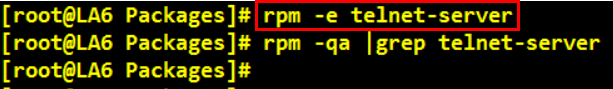 [root@LA6 Packages]# rpm -e telnet-server
[root@LA6 Packages]# rpm -qa |grep telnet-server
[root@LA6 Packages]#